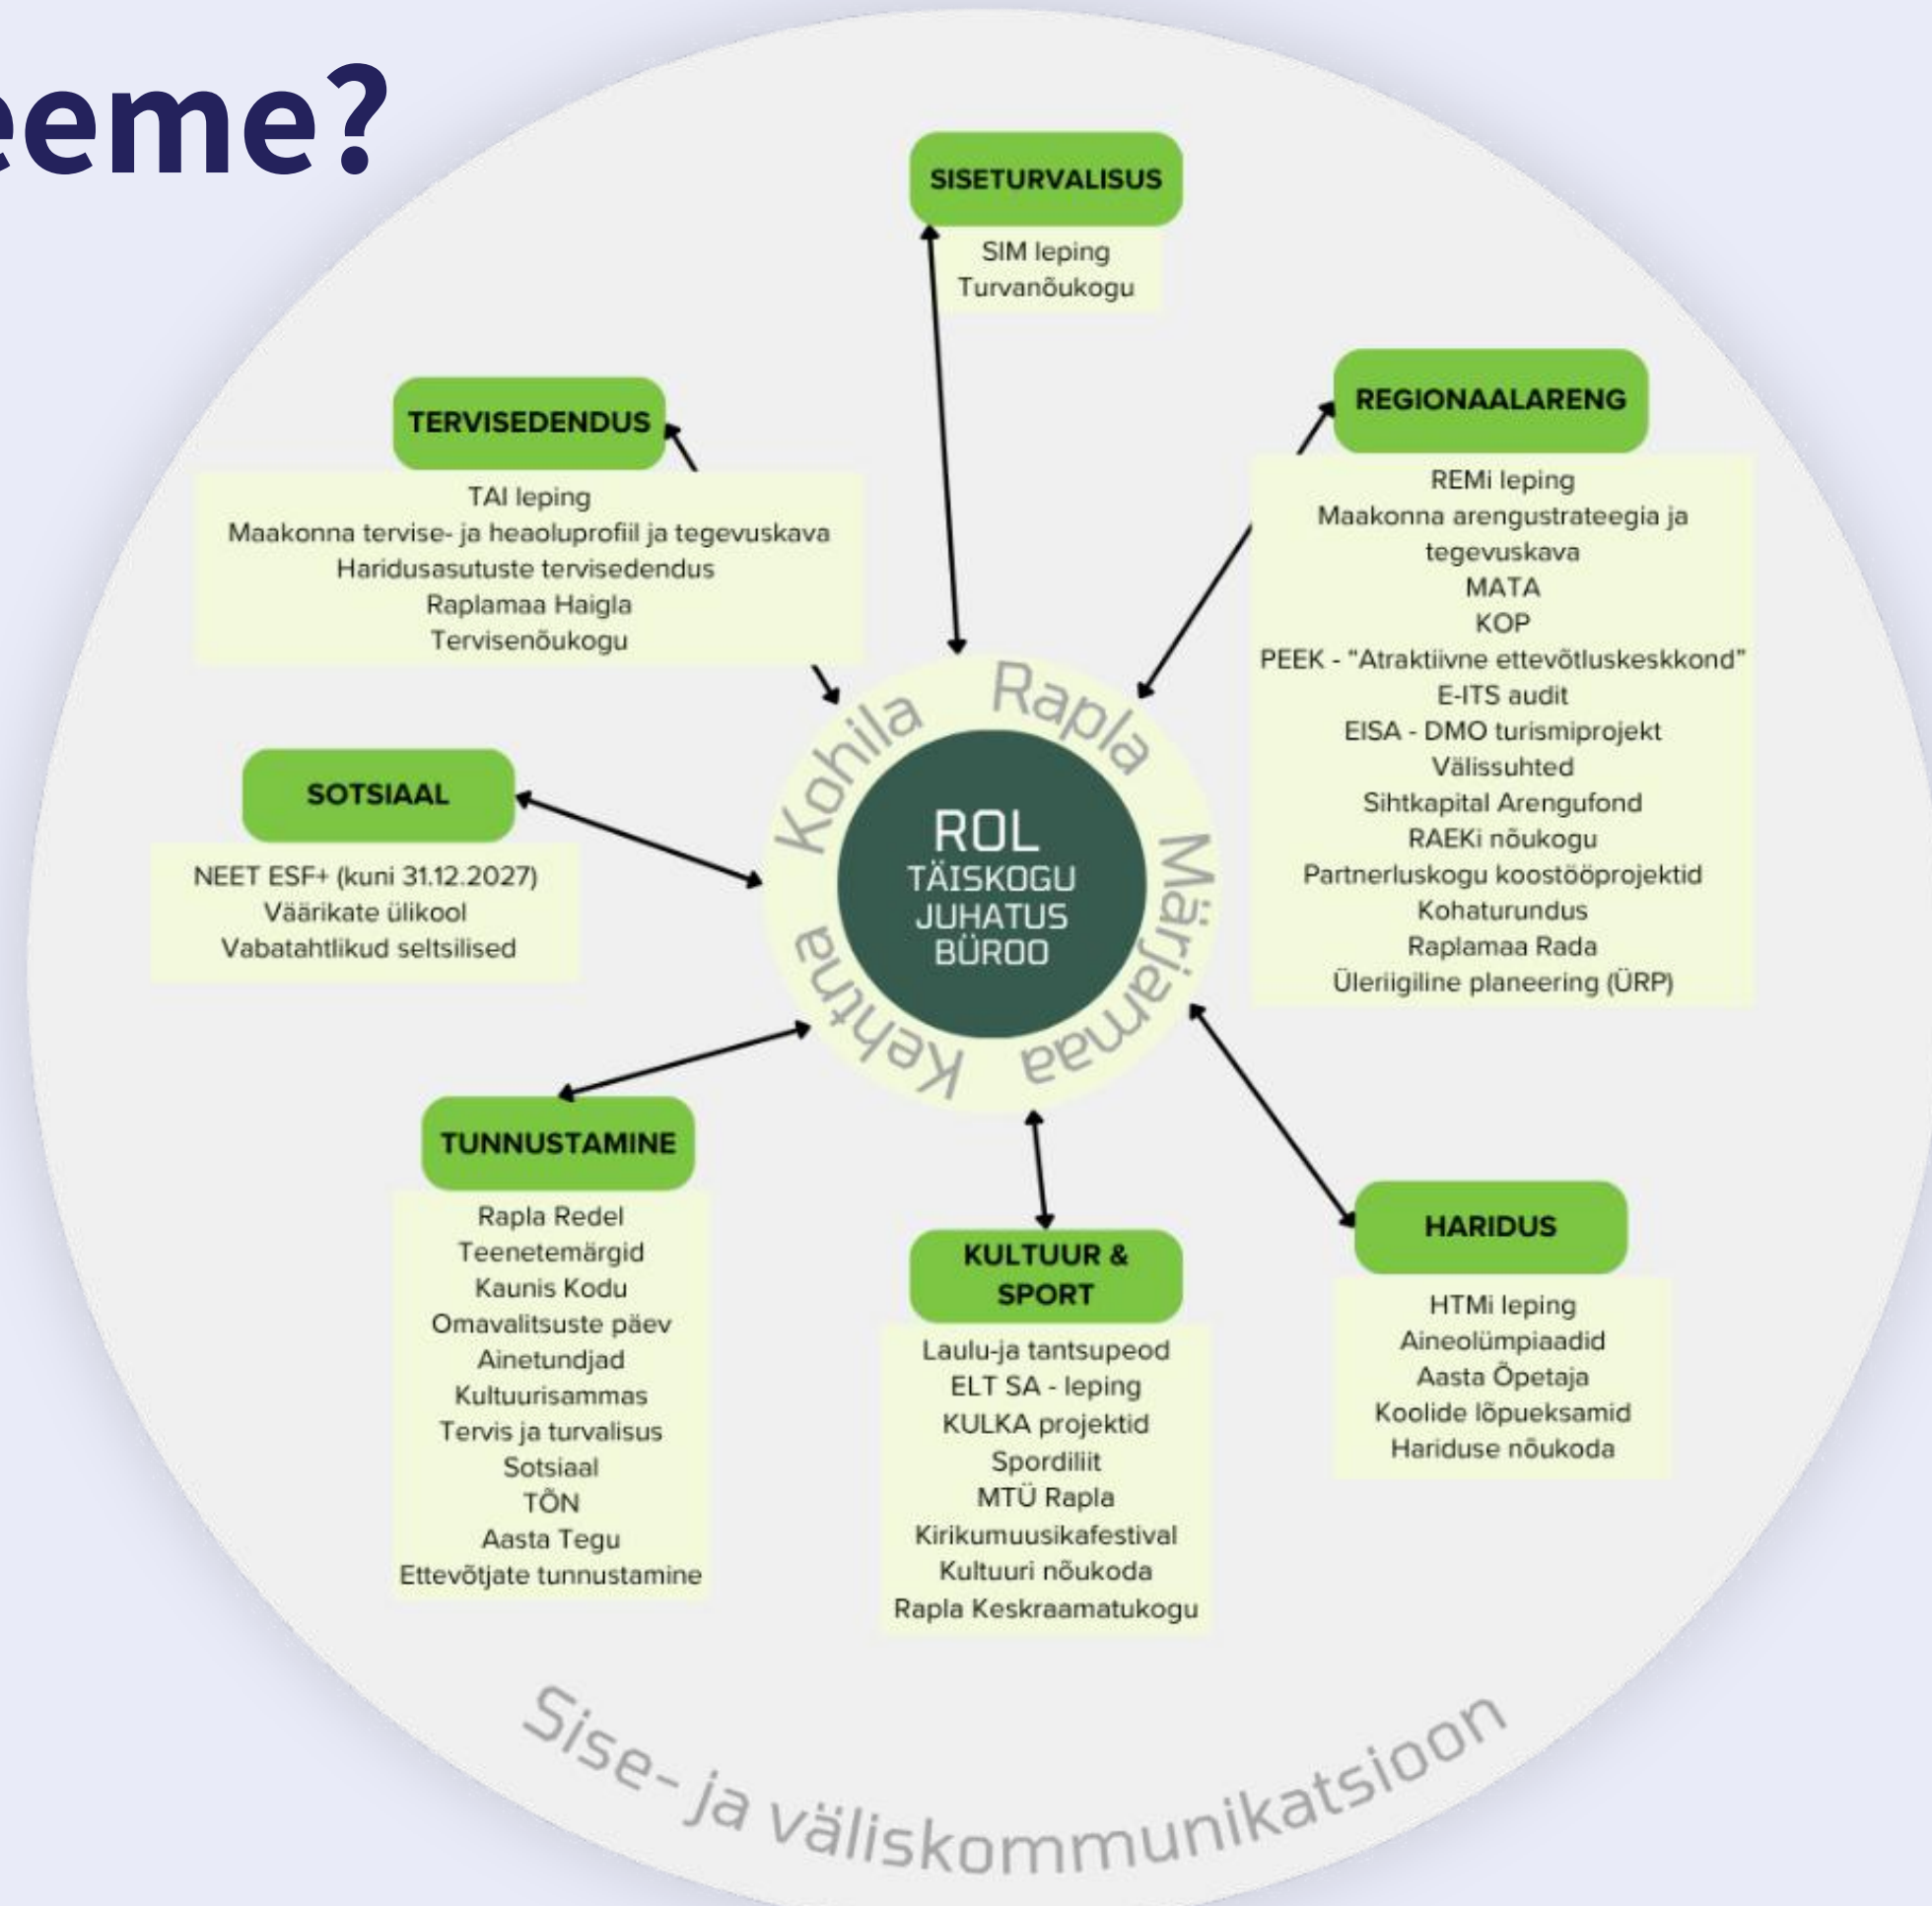 eeme?
SISETURVALISUS
SIM leping
Turvanõukogu
TERVISEDENDUS
TAI leping
Maakonna tervise- ja heaoluprofiil ja tegevuskava
Haridusasutuste tervisedendus
Raplamaa Haigla
Tervisenõukogu
REGIONAALARENG
REMi leping
Maakonna arengustrateegia ja
tegevuskava
MATA
KOP
PEEK - “Atraktiivne ettevõtluskeskkond”
E-ITS audit
EISA - DMO turismiprojekt
Välissuhted
Sihtkapital Arengufond
RAEKi nõukogu
Partnerluskogu koostööprojektid
Kohaturundus
Raplamaa Rada
Üleriigiline planeering (ÜRP)
SOTSIAAL
NEET ESF+ (kuni 31.12.2027)
Väärikate ülikool
Vabatahtlikud seltsilised
Kohila
Rapla
Märjamaa
Kehtna
ROL
TÄISKOGU
JUHATUS
BÜROO
TUNNUSTAMINE
Rapla Redel
Teenetemärgid
Kaunis Kodu
Omavalitsuste päev
Ainetundjad
Kultuurisammas
Tervis ja turvalisus
Sotsiaal
TÕN
Aasta Tegu
Ettevõtjate tunnustamine
KULTUUR &
SPORT
Laulu-ja tantsupeod
ELT SA - leping
KULKA projektid
Spordiliit
MTÜ Rapla
Kirikumuusikafestival
Kultuuri nõukoda
Rapla Keskraamatukogu
HARIDUS
HTMi leping
Aineolümpiaadid
Aasta Õpetaja
Koolide lõpueksamid
Hariduse nõukoda
Sise- ja väliskommunikatsioon